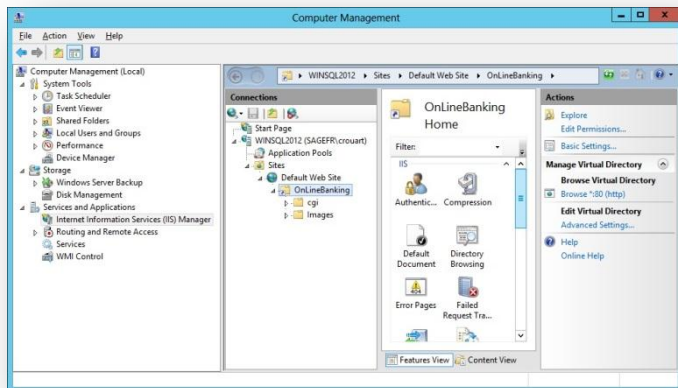 Computer Management
File Action View Help
Computer Management (Local)
System Tools
Task Scheduler
Event Viewer
Shared Folders
Local Users and Groups
Performance
Device Manager
Storage
Windows Server Backup
Disk Management
Services and Applications
Internet Information Services (IIS) Manager
Routing and Remote Access
Services
WMI Control
WINSQL2012 Sites Default Web Site OnLineBanking
Connections
Start Page
WINSQL2012 (SAGEFR\crouart)
Application Pools
Sites
Default Web Site
OnLineBanking
cgi
Images
OnLineBanking
Home
Filter:
IIS
Authentic... Compression
Default Document
Directory Browsing
Error Pages
Failed Request Tra...
404
Features View Content View
Actions
Explore
Edit Permissions...
Basic Settings...
Manage Virtual Directory
Browse Virtual Directory
Browse *:80 (http)
Edit Virtual Directory
Advanced Settings...
Help
Online Help